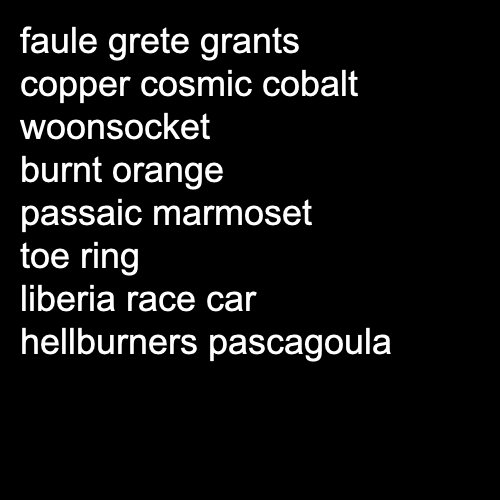 faule grete grants
copper cosmic cobalt
woonsocket
burnt orange
passaic marmoset
toe ring
liberia race car
hellburners pascagoula